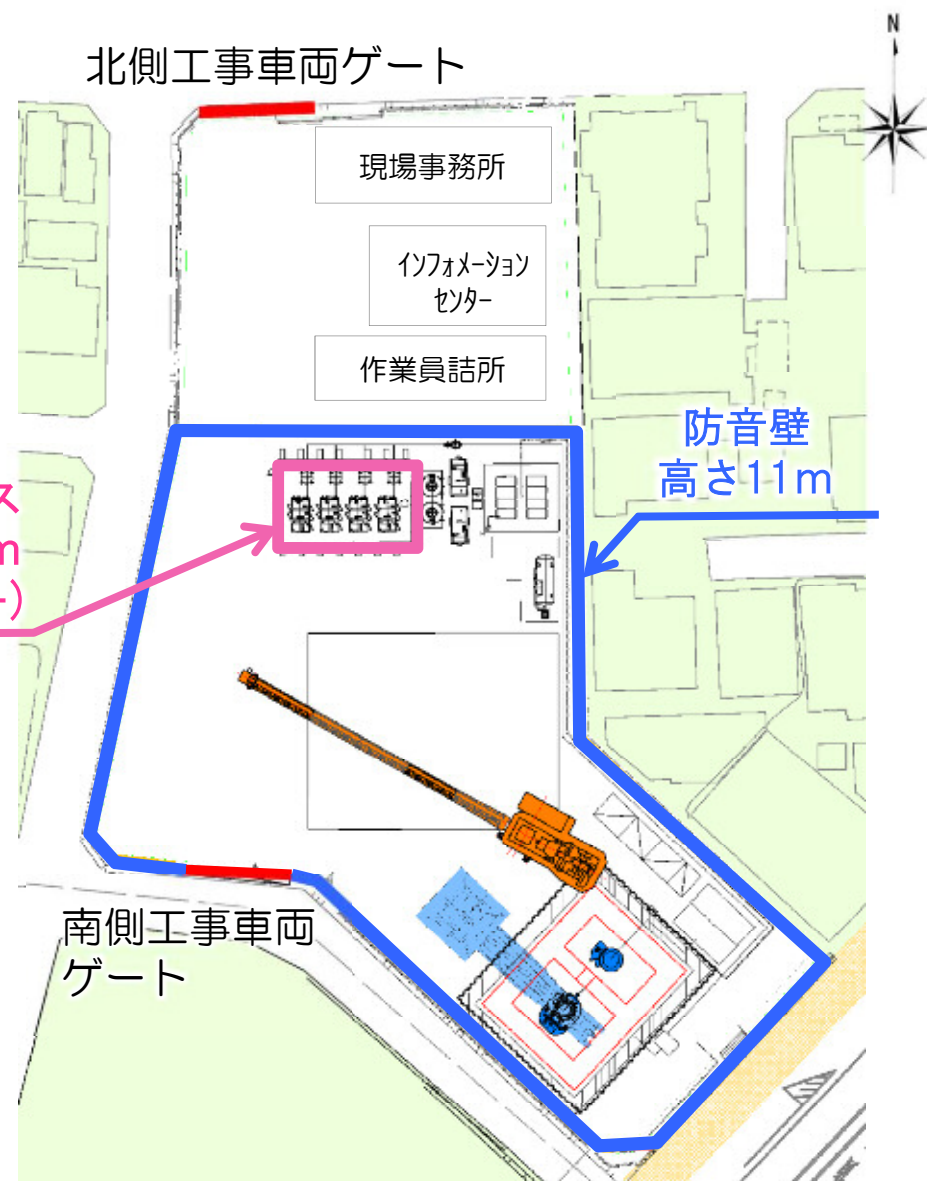 N
北側工事車両ゲート
現場事務所
インフォメーション
センター
作業員詰所
防音壁
高さ11m
ス
m
)
南側工事車両
ゲート